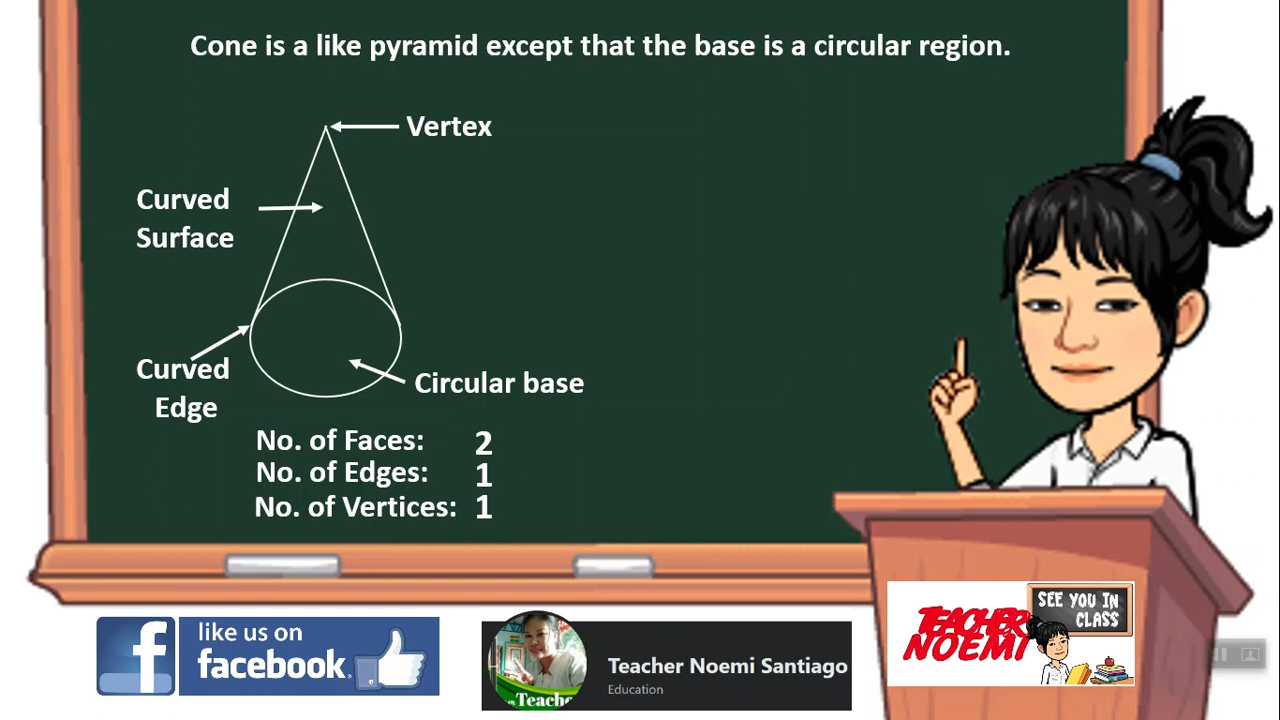 Cone is a like pyramid except that the base is a circular region.
Vertex
Curved
Surface
Curved
Edge
Circular base
No. of Faces: 2
No. of Edges: 1
No. of Vertices: 1
SEE YOU IN
CLASS
TEACHER
NOEMI
f
like us on
facebook
Teacher Noemi Santiago
Education